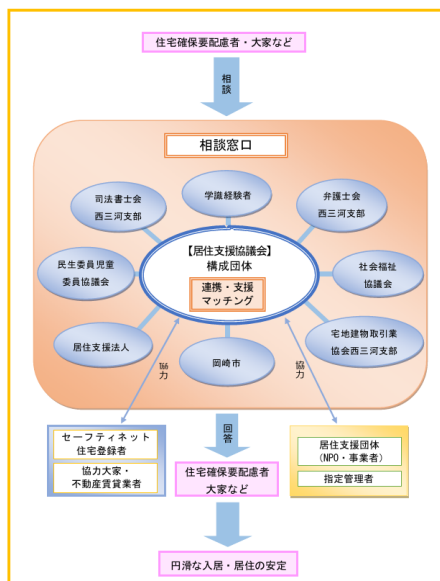 住宅確保要配慮者・大家など
相談
相談窓口
学識経験者
司法書士会
西三河支部
弁護士会
西三河支部
民生委員児童
委員協議会
【居住支援協議会】
構成団体
連携・支援
マッチング
社会福祉
協議会
居住支援法人
岡崎市
宅地建物取引業
協会西三河支部
協力
協力
回答
セーフティネット
住宅登録者
協力大家・
不動産賃貸業者
住宅確保要配慮者
大家など
居住支援団体
（NPO・事業者）
指定管理者
円滑な入居・居住の安定